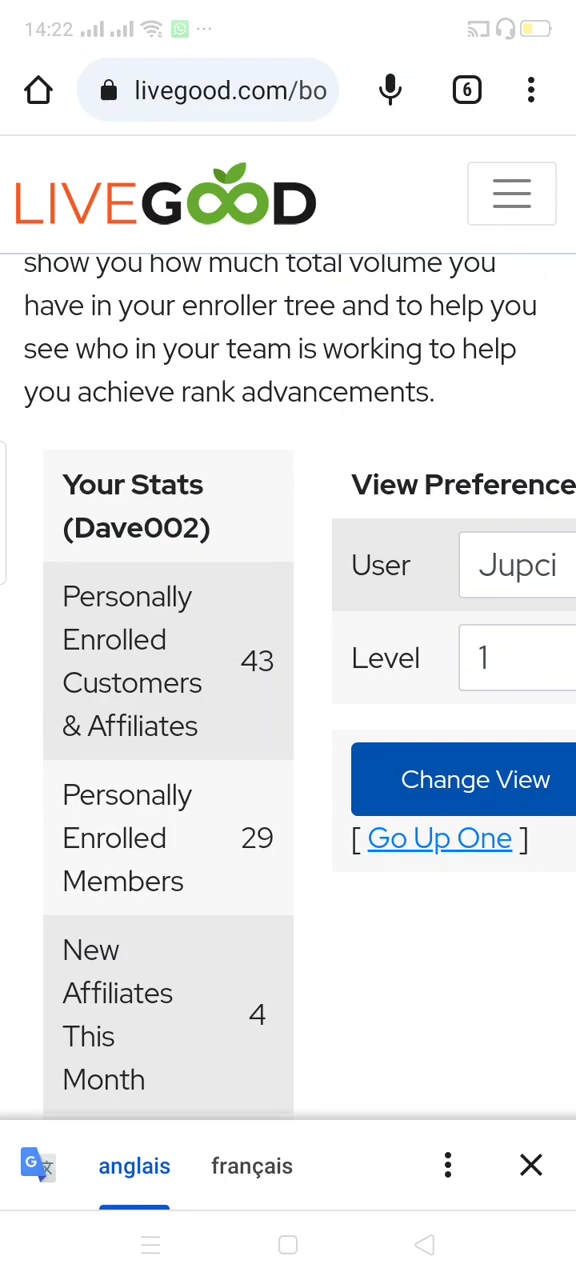 14:22
6
livegood.com/bo
LIVEGOOD
show you how much total volume you
have in your enroller tree and to help you
see who in your team is working to help
you achieve rank advancements.
Your Stats
(Dave002)
Personally
Enrolled
Customers
& Affiliates
43
Personally
Enrolled
Members
29
New
Affiliates
This
Month
4
View Preference
User
Jupci
Level
1
Change View
[ Go Up One ]
G
anglais
français